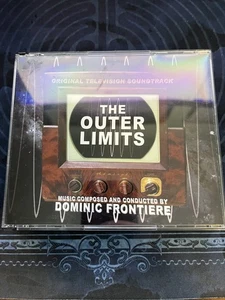 ORIGINAL TELEVISION SOUNDTRACK
THE
OUTER
LIMITS
MUSIC COMPOSED AND CONDUCTED BY
DOMINIC FRONTIERE